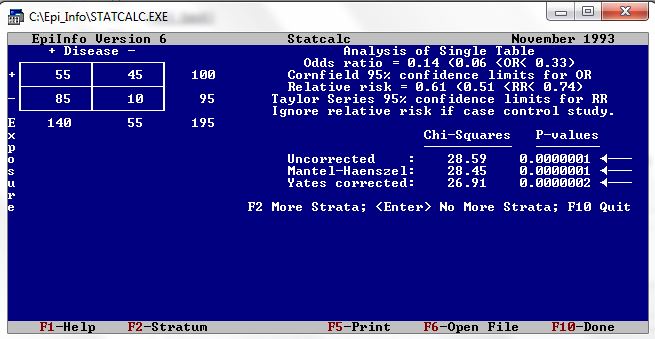 C:\Epi_Info\STATCALC.EXE
EpiInfo Version 6 Statcalc November 1993
+ Disease − Analysis of Single Table
Odds ratio = 0.14 (0.06 <OR< 0.33)
+ 55 45 100 Cornfield 95% confidence limits for OR
Relative risk = 0.61 (0.51 <RR< 0.74)
− 85 10 95 Taylor Series 95% confidence limits for RR
Ignore relative risk if case control study.
E 140 55 195
x
p Chi-Squares P-values
o
s Uncorrected : 28.59 0.0000001 ◄──
u Mantel-Haenszel: 28.45 0.0000001 ◄──
r Yates corrected: 26.91 0.0000002 ◄──
e
F2 More Strata; <Enter> No More Strata; F10 Quit
F1-Help F2-Stratum F5-Print F6-Open File F10-Done